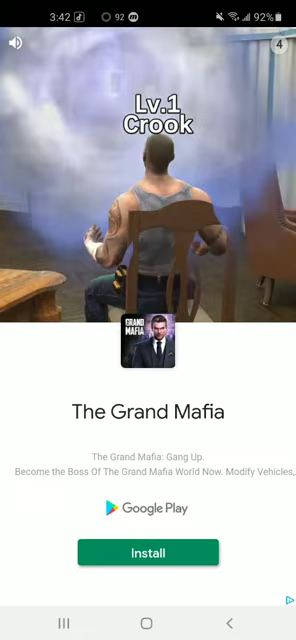 3:42 92 92%
4
Lv.1
Crook
GRAND
MAFIA
The Grand Mafia
The Grand Mafia: Gang Up.
Become the Boss Of The Grand Mafia World Now. Modify Vehicles,.
Google Play
Install